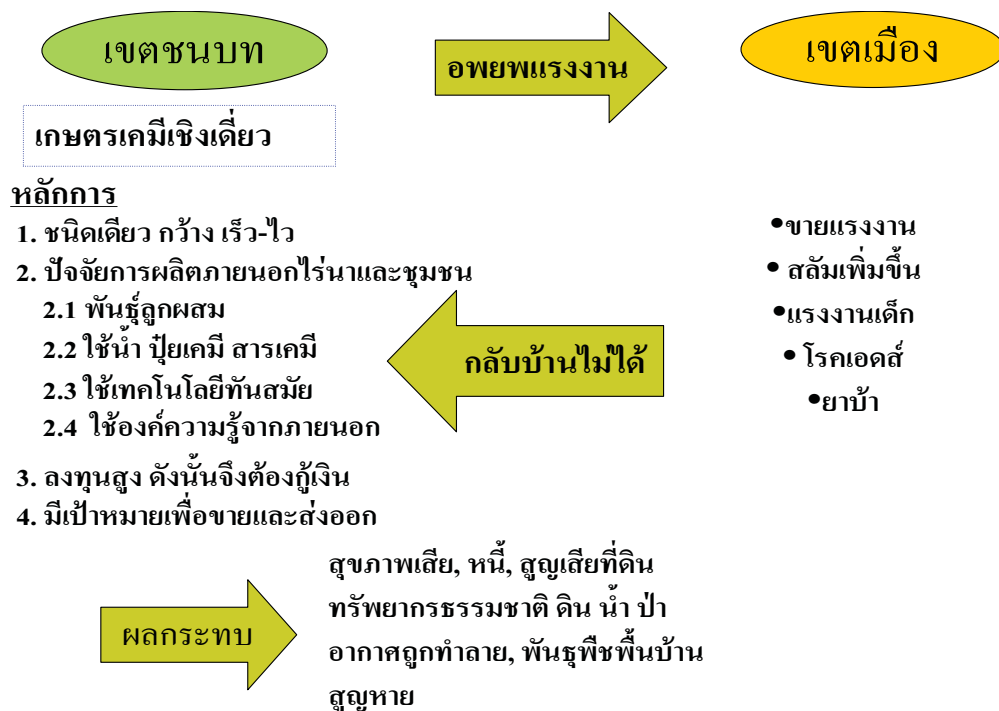 เขตชนบท
อพยพแรงงาน
เขตเมือง
เกษตรเคมีเชิงเดี่ยว
หลักการ
1. ชนิดเดียว กว้าง เร็ว-ไว
2. ปัจจัยการผลิตภายนอกไร่นาและชุมชน
2.1 พันธุ์ลูกผสม
2.2 ใช้น้ำ ปุ๋ยเคมี สารเคมี
2.3 ใช้เทคโนโลยีทันสมัย
2.4 ใช้องค์ความรู้จากภายนอก
3. ลงทุนสูง ดังนั้นจึงต้องกู้เงิน
4. มีเป้าหมายเพื่อขายและส่งออก
กลับบ้านไม่ได้
•ขายแรงงาน
• สลัมเพิ่มขึ้น
•แรงงานเด็ก
• โรคเอดส์
•ยาบ้า
ผลกระทบ
สุขภาพเสีย, หนี้, สูญเสียที่ดิน
ทรัพยากรธรรมชาติ ดิน น้ำ ป่า
อากาศถูกทำลาย, พันธุพืชพื้นบ้าน
สูญหาย